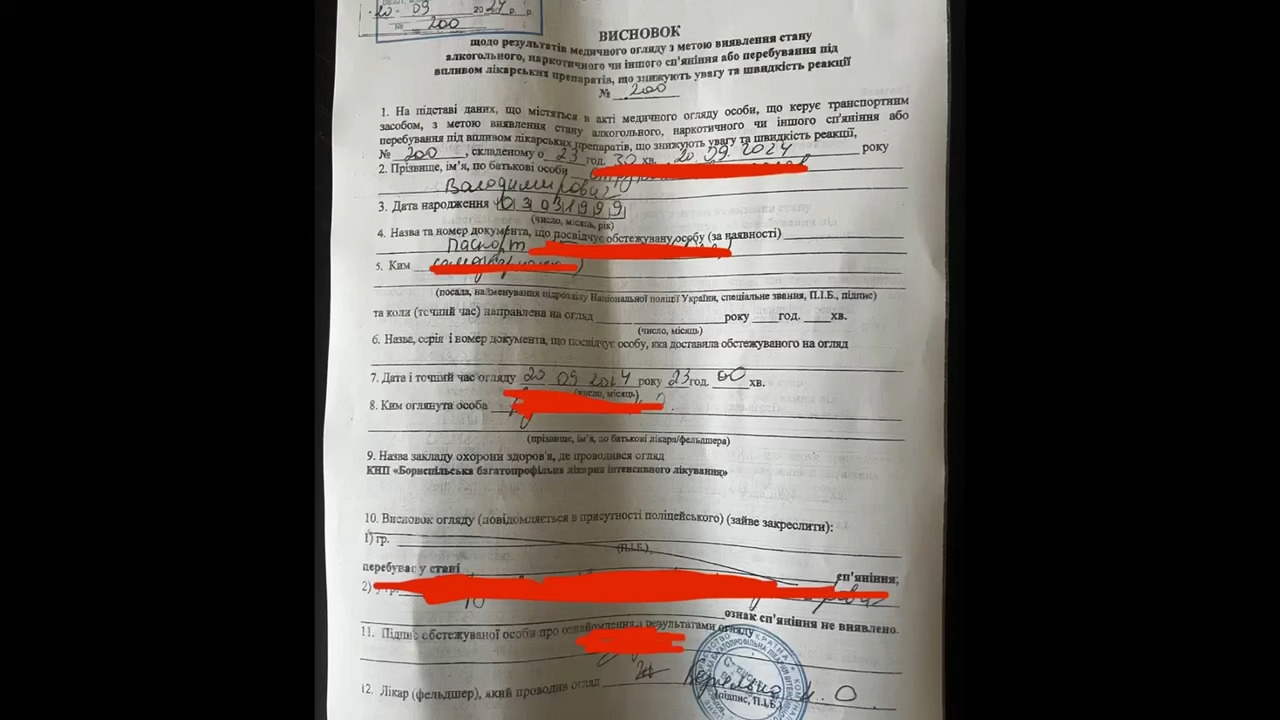 20 09 2024 р.
№ 200
ВИСНОВОК
щодо результатів медичного огляду з метою виявлення стану
алкогольного, наркотичного чи іншого сп'яніння або перебування під
впливом лікарських препаратів, що знижують увагу та швидкість реакції
№ 200
1. На підставі даних, що містяться в акті медичного огляду особи, що керує транспортним
засобом, з метою виявлення стану алкогольного, наркотичного чи іншого сп'яніння або
перебування під впливом лікарських препаратів, що знижують увагу та швидкість реакції,
№ 200, складеному о 23 год. 30 хв. 20 09. 2024 року
2. Прізвище, ім'я, по батькові особи
Володимирович
3. Дата народження 03031999
(число, місяць, рік)
4. Назва та номер документа, що посвідчує обстежувану особу (за наявності)
Паспорт
5. Ким
(посада, найменування підрозділу Національної поліції України, спеціальне звання, П.І.Б., підпис)
та коли (точний час) направлена на огляд року год. хв.
(число, місяць)
6. Назва, серія і номер документа, що посвідчує особу, яка доставила обстежуваного на огляд
7. Дата і точний час огляду 20 09 2024 року 23 год. 00 хв.
(число, місяць)
8. Ким оглянута особа
(прізвище, ім'я, по батькові лікаря/фельдшера)
9. Назва закладу охорони здоров'я, де проводився огляд
КНП «Бориспільська багатопрофільна лікарня інтенсивного лікування»
10. Висновок огляду (повідомляється в присутності поліцейського) (зайве закреслити):
1) гр.
(П.І.Б.)
перебуває у стані сп'яніння;
2) у гр.
ознак сп'яніння не виявлено.
11. Підпис обстежуваної особи про ознайомлення з результатами огляду
12. Лікар (фельдшер), який проводив огляд
(підпис, П.І.Б.)